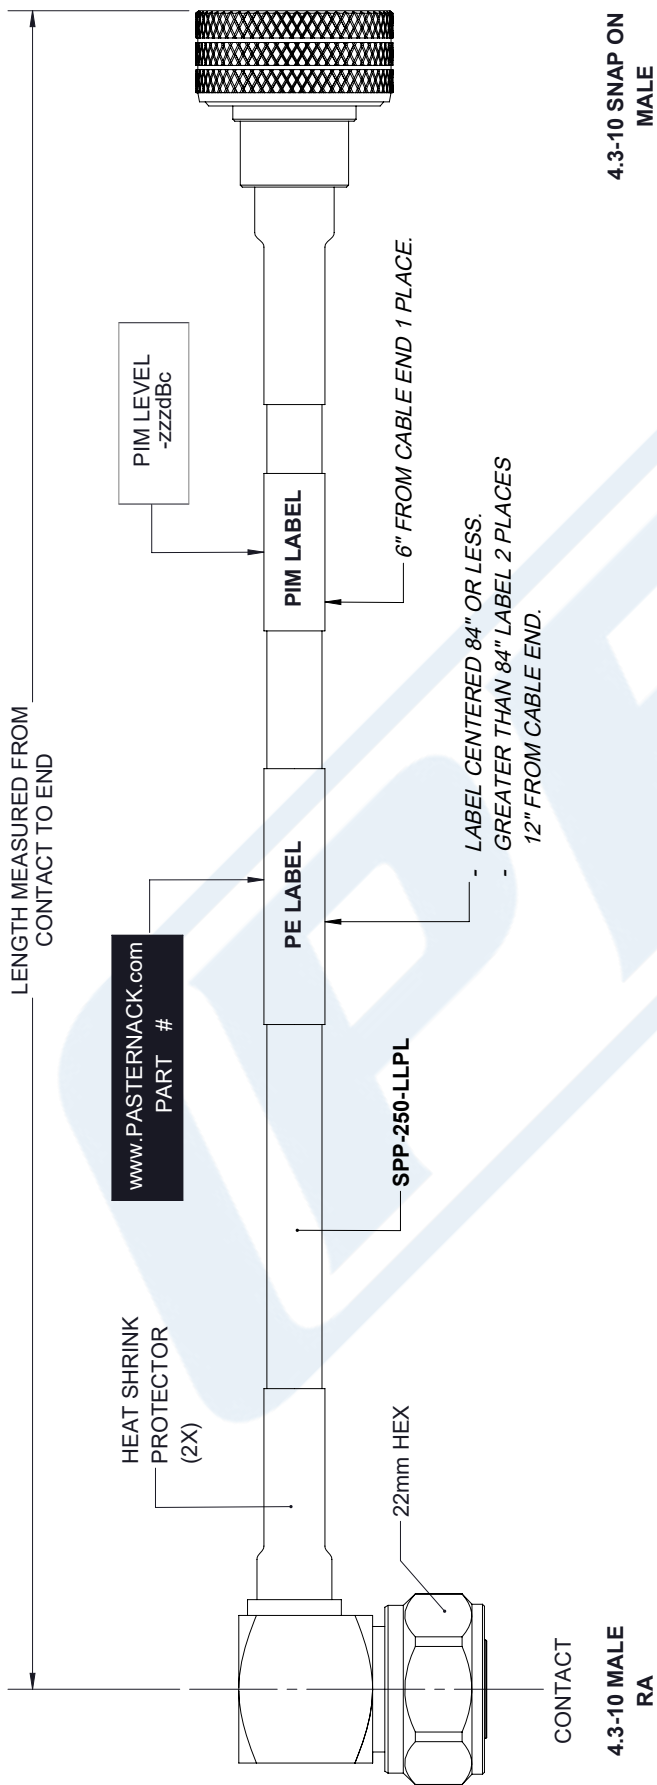 LENGTH MEASURED FROM
CONTACT TO END
HEAT SHRINK
PROTECTOR
(2X)
www.PASTERNACK.com
PART #
PIM LEVEL
-zzzdBc
PE LABEL
PIM LABEL
22mm HEX
SPP-250-LLPL
- LABEL CENTERED 84" OR LESS.
- GREATER THAN 84" LABEL 2 PLACES
12" FROM CABLE END.
6" FROM CABLE END 1 PLACE.
CONTACT
4.3-10 MALE
RA
4.3-10 SNAP ON
MALE